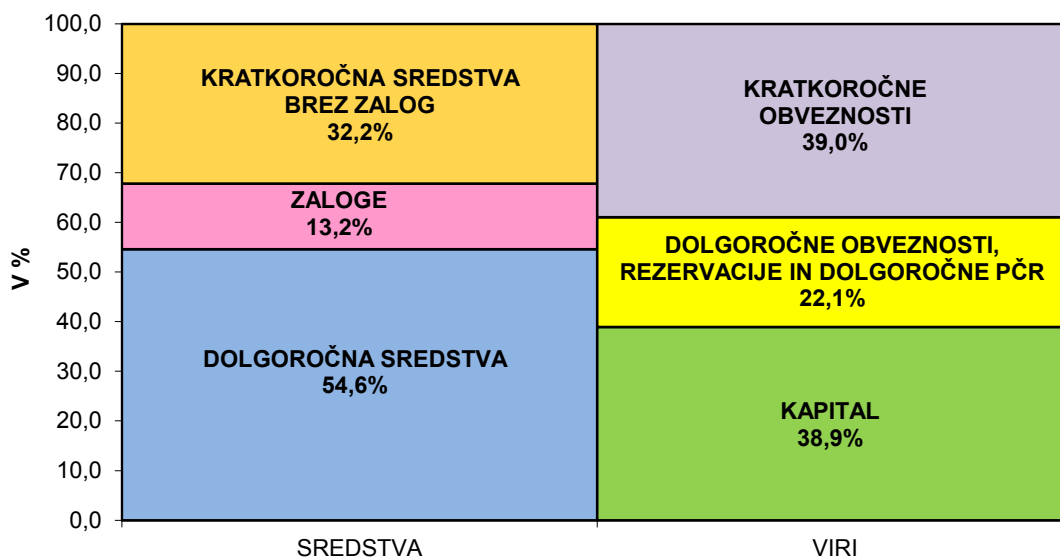 100,0
90,0
80,0
70,0
60,0
50,0
40,0
30,0
20,0
10,0
0,0
V %
KRATKOROČNA SREDSTVA
BREZ ZALOG
32,2%
ZALOGE
13,2%
DOLGOROČNA SREDSTVA
54,6%
KRATKOROČNE
OBVEZNOSTI
39,0%
DOLGOROČNE OBVEZNOSTI,
REZERVACIJE IN DOLGOROČNE PČR
22,1%
KAPITAL
38,9%
SREDSTVA
VIRI